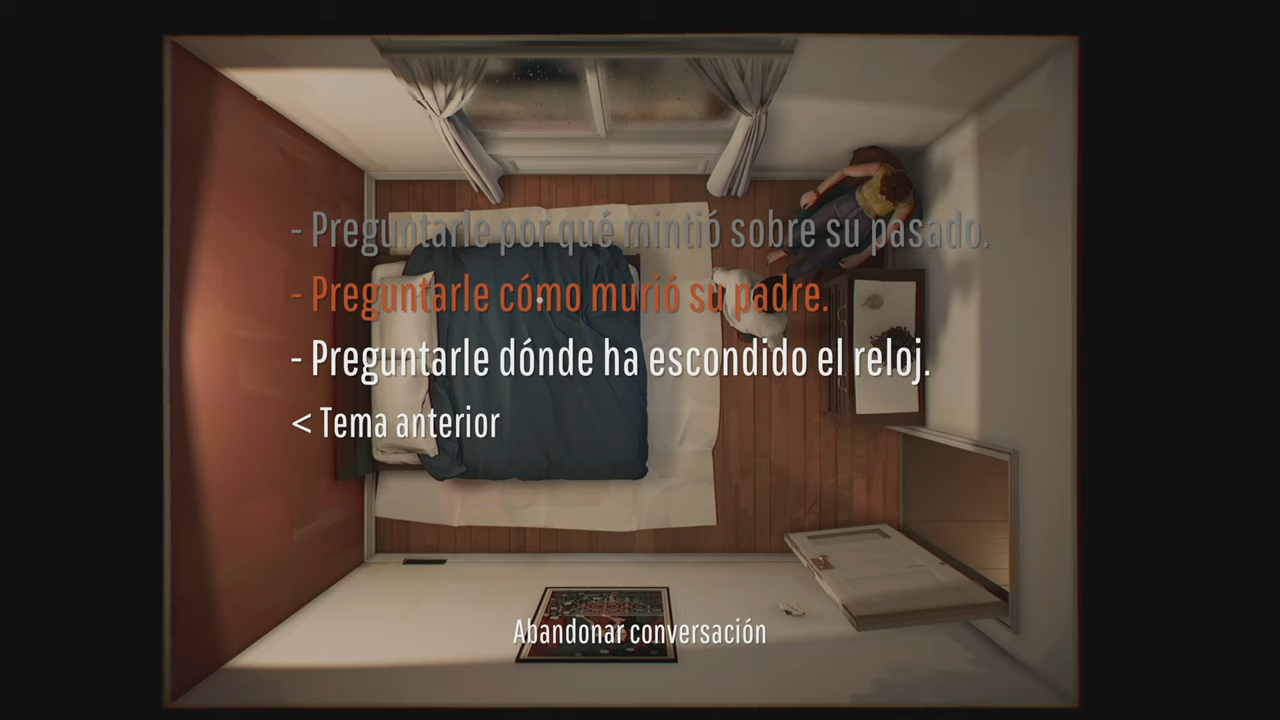 - Preguntarle por qué mintió sobre su pasado.
- Preguntarle cómo murió su padre.
- Preguntarle dónde ha escondido el reloj.
< Tema anterior
Abandonar conversación